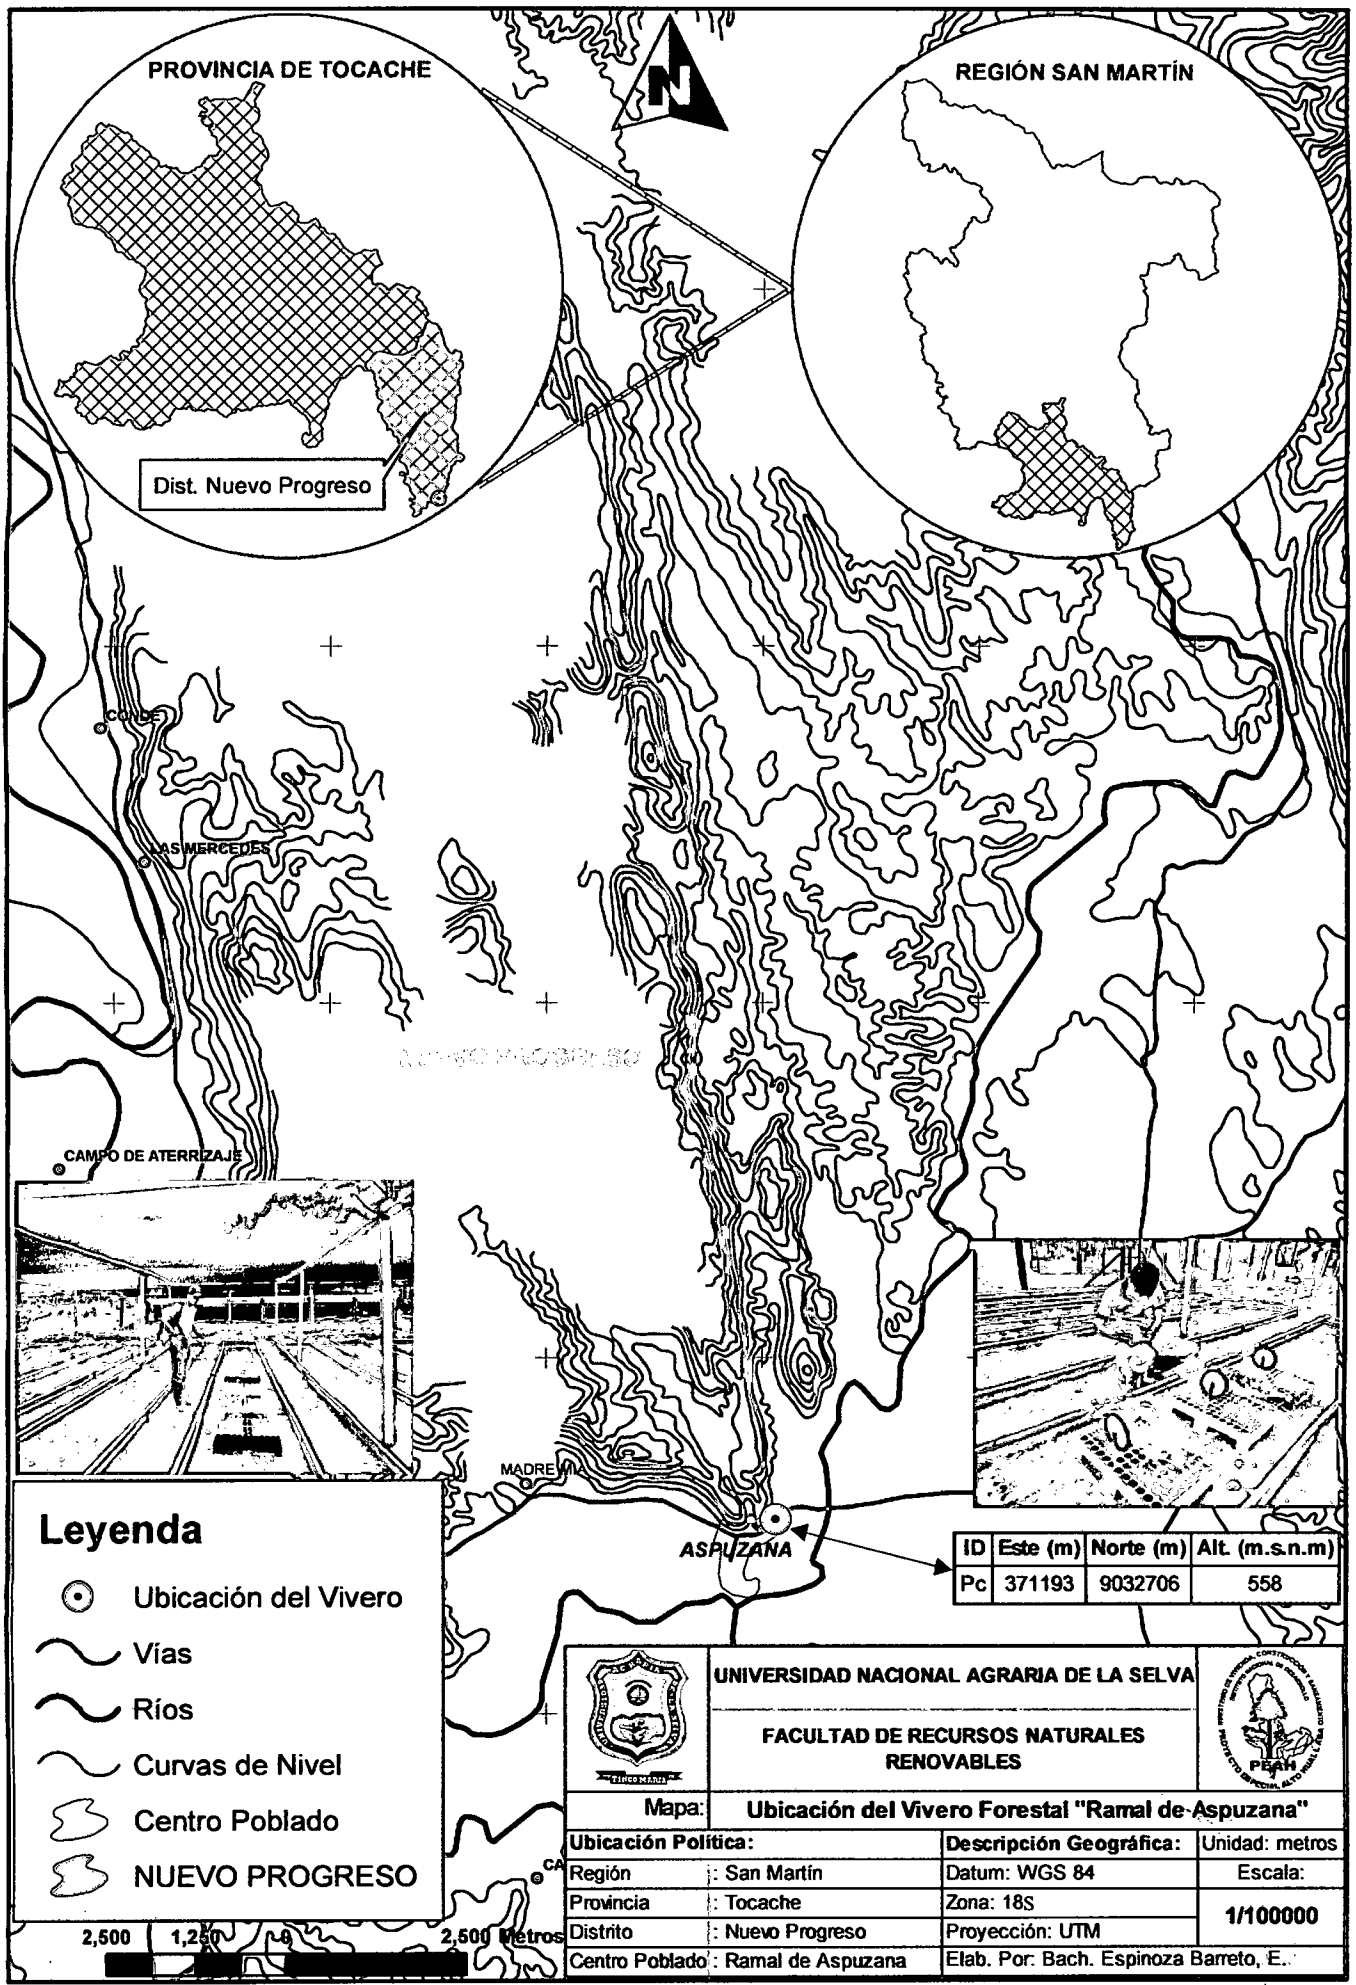 PROVINCIA DE TOCACHE
N
REGIÓN SAN MARTÍN
Dist. Nuevo Progreso
CONDE
LAS MERCEDES
NUEVO PROGRESO
CAMPO DE ATERRIZAJE
MADRE MIA
ASPUZANA
ID Este (m) Norte (m) Alt. (m.s.n.m)
Pc 371193 9032706 558
Leyenda
Ubicación del Vivero
Vías
Ríos
Curvas de Nivel
Centro Poblado
NUEVO PROGRESO
2,500 1,250 0 2,500 Metros
CA
UNIVERSIDAD NACIONAL AGRARIA DE LA SELVA
FACULTAD DE RECURSOS NATURALES
RENOVABLES
TINGO MARIA
PEAH
Mapa: Ubicación del Vivero Forestal "Ramal de Aspuzana"
Ubicación Política: Descripción Geográfica: Unidad: metros
Región : San Martín Datum: WGS 84 Escala:
Provincia : Tocache Zona: 18S 1/100000
Distrito : Nuevo Progreso Proyección: UTM
Centro Poblado : Ramal de Aspuzana Elab. Por: Bach. Espinoza Barreto, E.